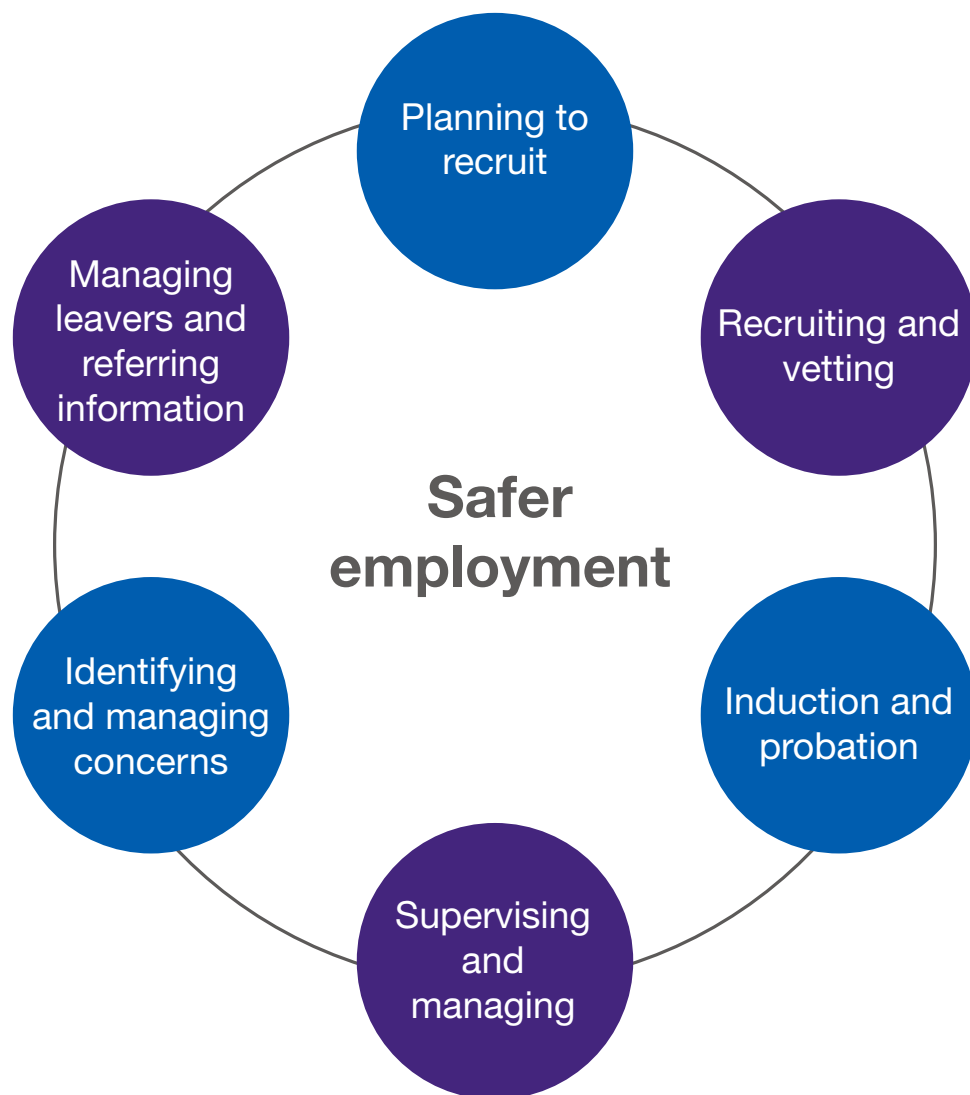 Planning to
recruit
Recruiting and
vetting
Induction and
probation
Supervising
and
managing
Identifying
and managing
concerns
Managing
leavers and
referring
information
Safer
employment